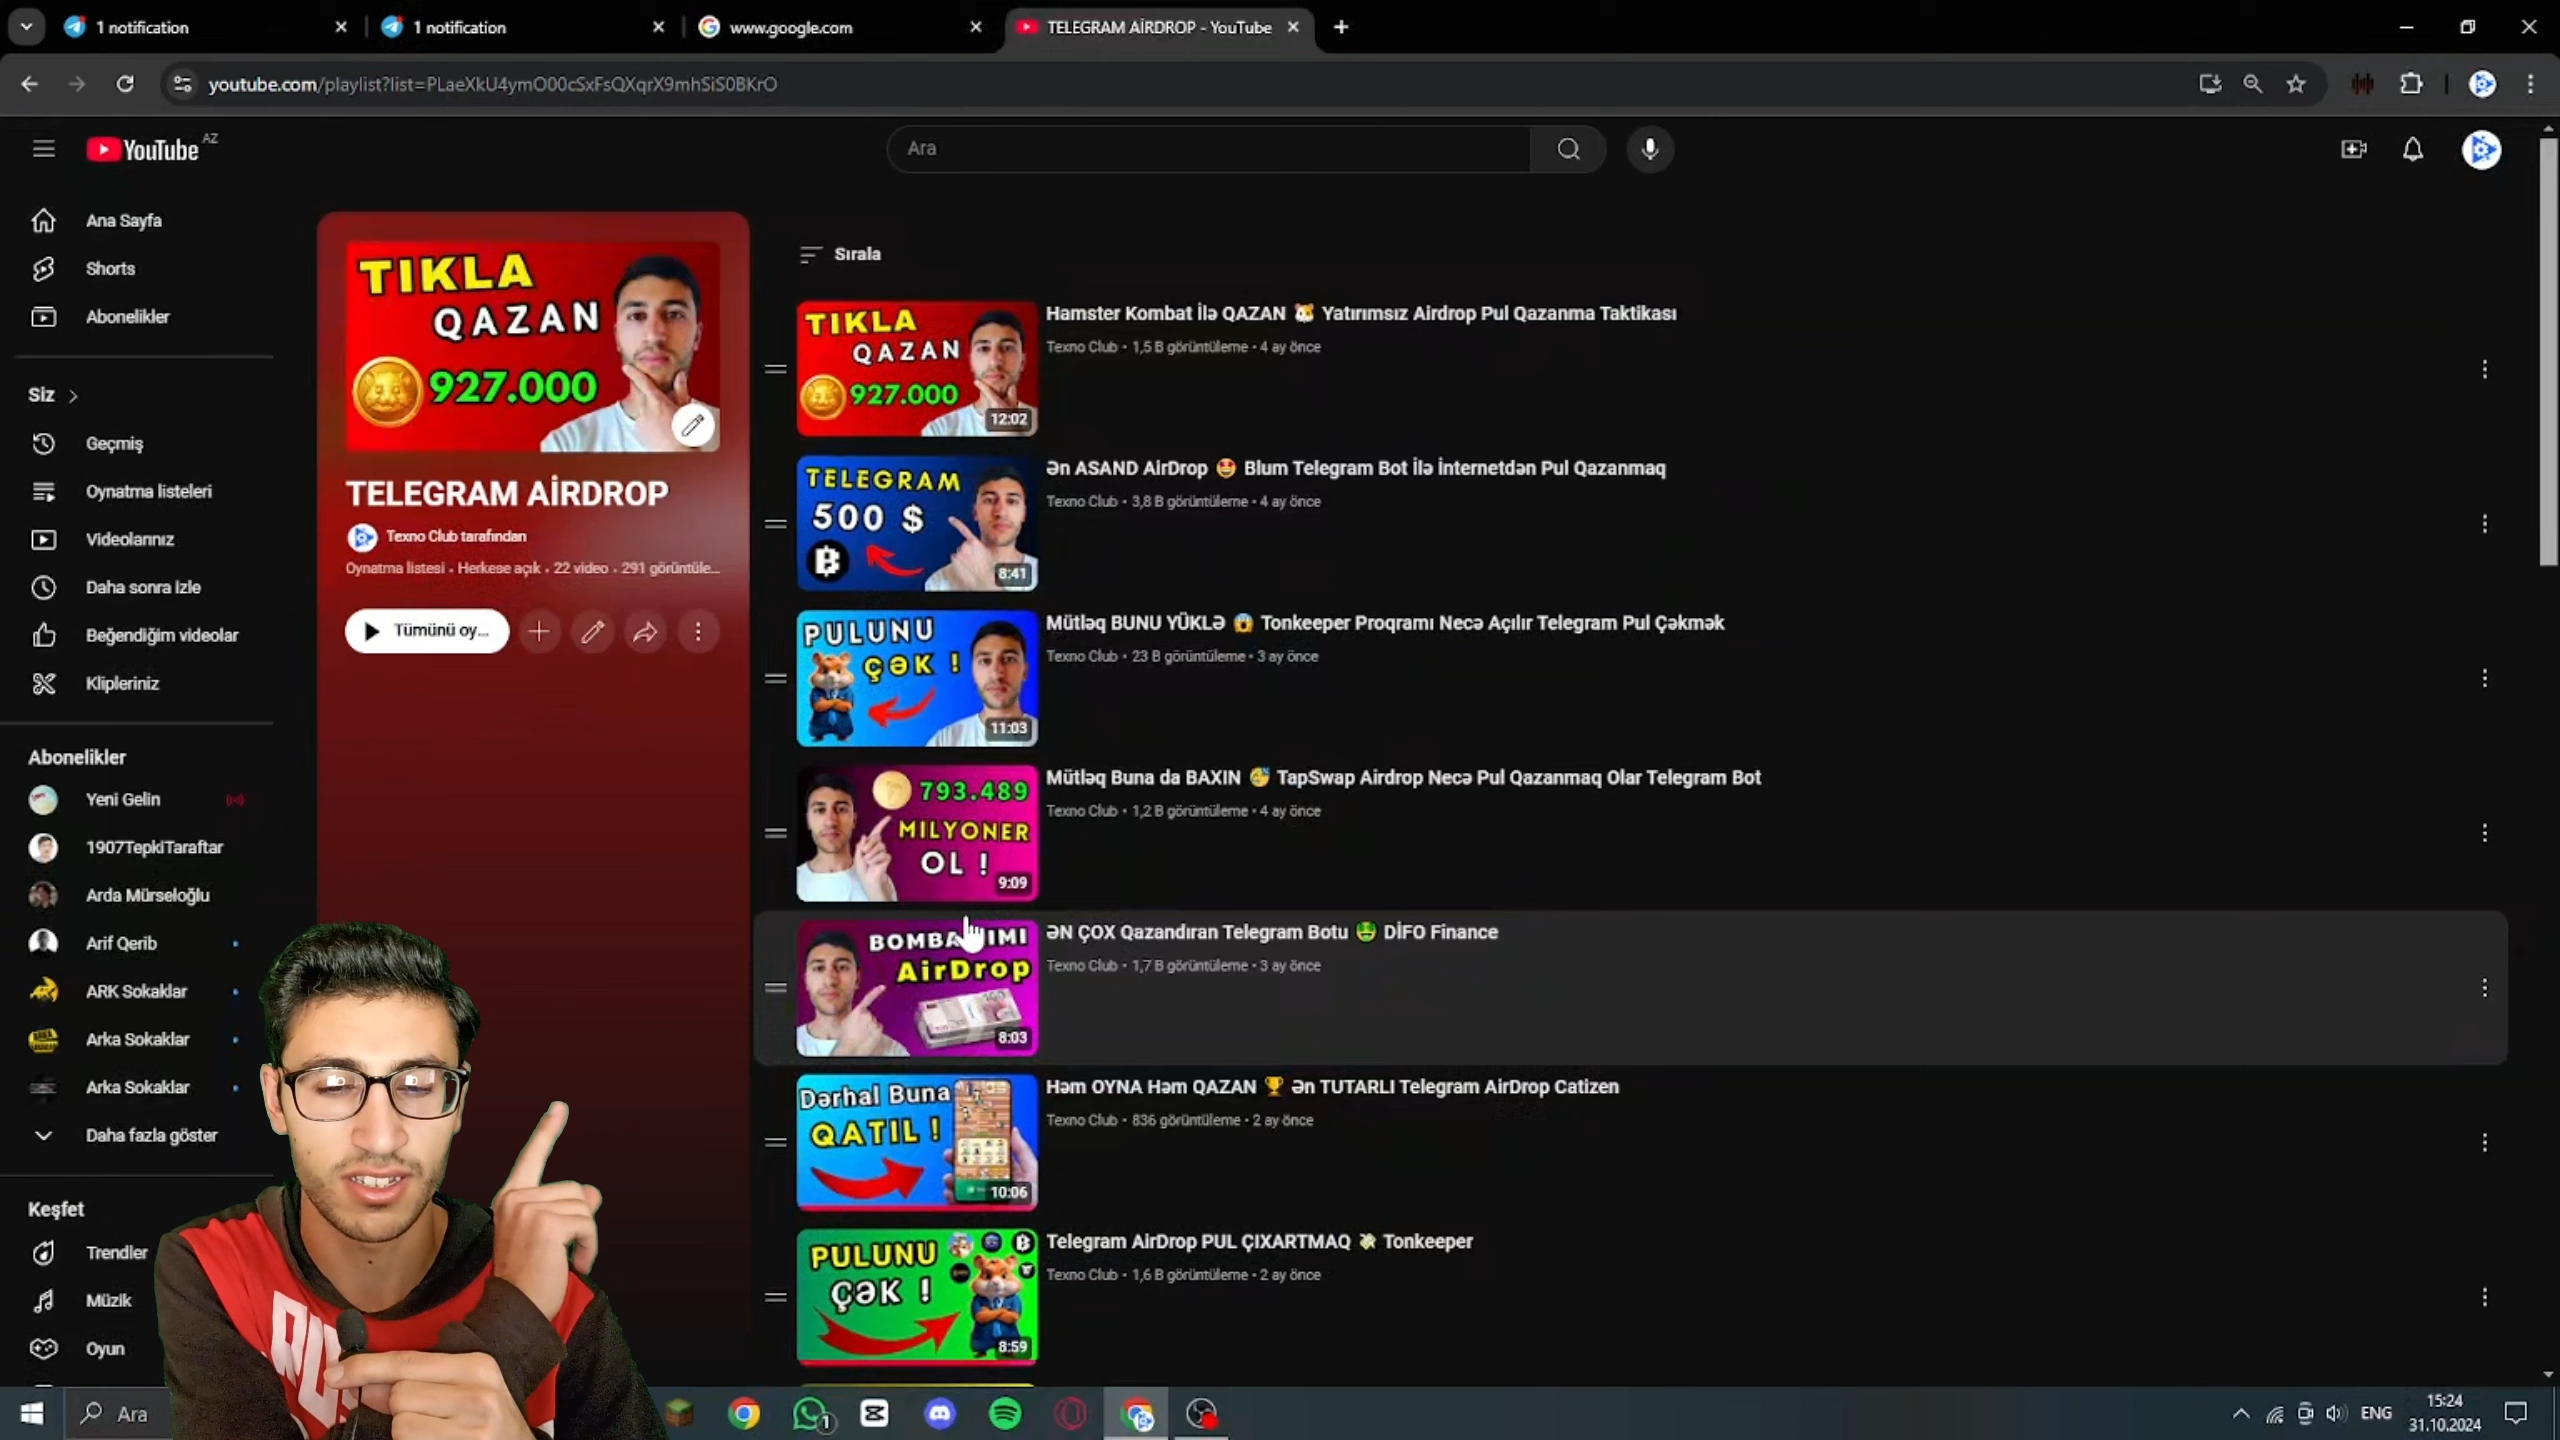 1 notification
1 notification
www.google.com
TELEGRAM AİRDROP - YouTube
youtube.com/playlist?list=PLaeXkU4ymO00cSxFsQXqrX9mhSiS0BKrO
YouTube AZ
Ara
Ana Sayfa
Shorts
Abonelikler
Siz
Geçmiş
Oynatma listeleri
Videolarınız
Daha sonra izle
Beğendiğim videolar
Klipleriniz
Abonelikler
Yeni Gelin
1907TepkiTaraftar
Arda Mürseloğlu
Arif Qerib
ARK Sokaklar
Arka Sokaklar
Arka Sokaklar
Daha fazla göster
Keşfet
Trendler
Müzik
Oyun
TIKLA
QAZAN
927.000
TELEGRAM AİRDROP
Texno Club tarafından
Oynatma listesi • Herkese açık • 22 video • 291 görüntüle...
Tümünü oy...
Sırala
TIKLA
QAZAN
927.000
12:02
Hamster Kombat İlə QAZAN 🐹 Yatırımsız Airdrop Pul Qazanma Taktikası
Texno Club • 1,5 B görüntüleme • 4 ay önce
TELEGRAM
500 $
8:41
Ən ASAND AirDrop 🤩 Blum Telegram Bot İlə İnternetdən Pul Qazanmaq
Texno Club • 3,8 B görüntüleme • 4 ay önce
PULUNU
ÇƏK !
11:03
Mütləq BUNU YÜKLƏ 😱 Tonkeeper Proqramı Necə Açılır Telegram Pul Çəkmək
Texno Club • 23 B görüntüleme • 3 ay önce
793.489
MILYONER
OL !
9:09
Mütləq Buna da BAXIN 🥳 TapSwap Airdrop Necə Pul Qazanmaq Olar Telegram Bot
Texno Club • 1,2 B görüntüleme • 4 ay önce
AirDrop
8:03
ƏN ÇOX Qazandıran Telegram Botu 🤑 DİFO Finance
Texno Club • 1,7 B görüntüleme • 3 ay önce
Dərhal Buna
QATIL !
10:06
Həm OYNA Həm QAZAN 🏆 Ən TUTARLI Telegram AirDrop Catizen
Texno Club • 836 görüntüleme • 2 ay önce
PULUNU
ÇƏK !
8:59
Telegram AirDrop PUL ÇIXARTMAQ 💸 Tonkeeper
Texno Club • 1,6 B görüntüleme • 2 ay önce
Ara
1
ENG
15:24
31.10.2024